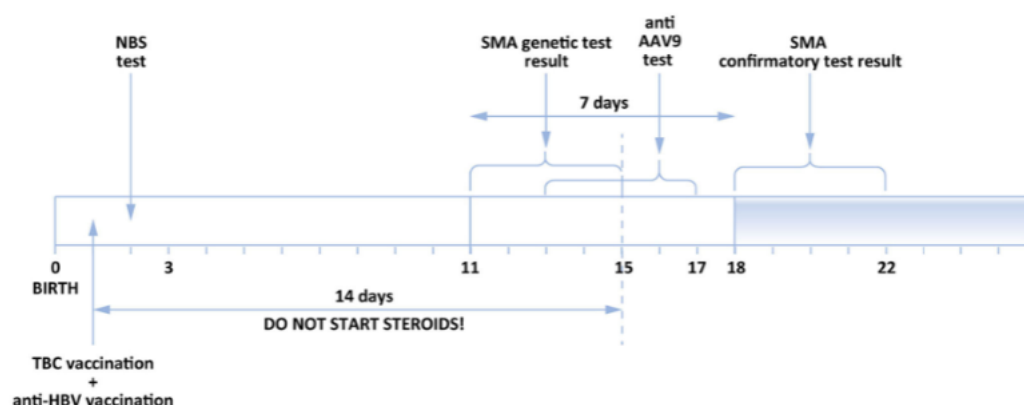 NBS
test
SMA genetic test
result
anti
AAV9
test
SMA
confirmatory test result
7 days
0
3
11
15
17
18
22
BIRTH
14 days
DO NOT START STEROIDS!
TBC vaccination
+
anti-HBV vaccination